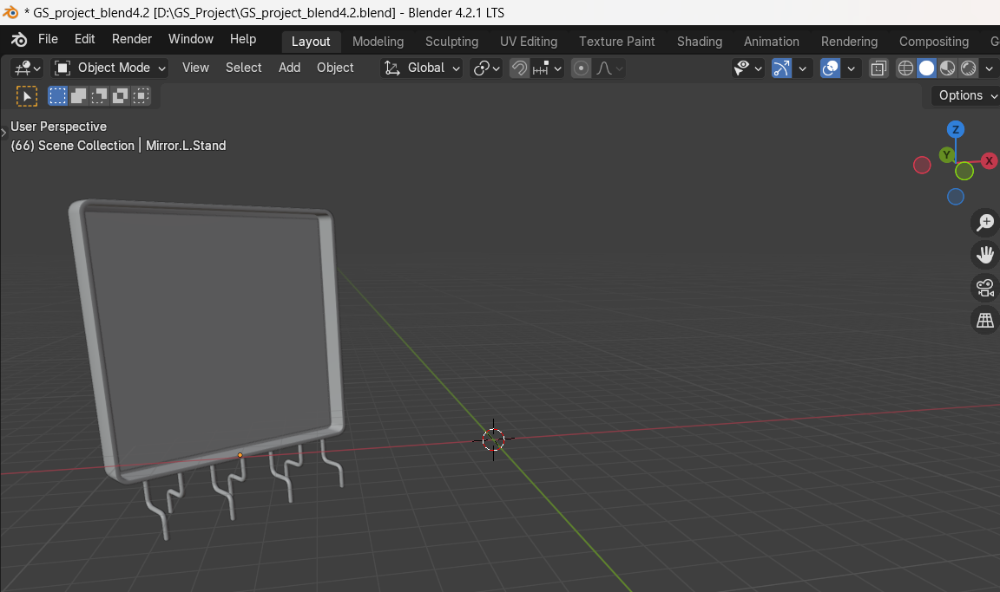 * GS_project_blend4.2 [D:\GS_Project\GS_project_blend4.2.blend] - Blender 4.2.1 LTS
File Edit Render Window Help Layout Modeling Sculpting UV Editing Texture Paint Shading Animation Rendering Compositing G
Object Mode View Select Add Object Global
Options
User Perspective
(66) Scene Collection | Mirror.L.Stand
Z
Y
X